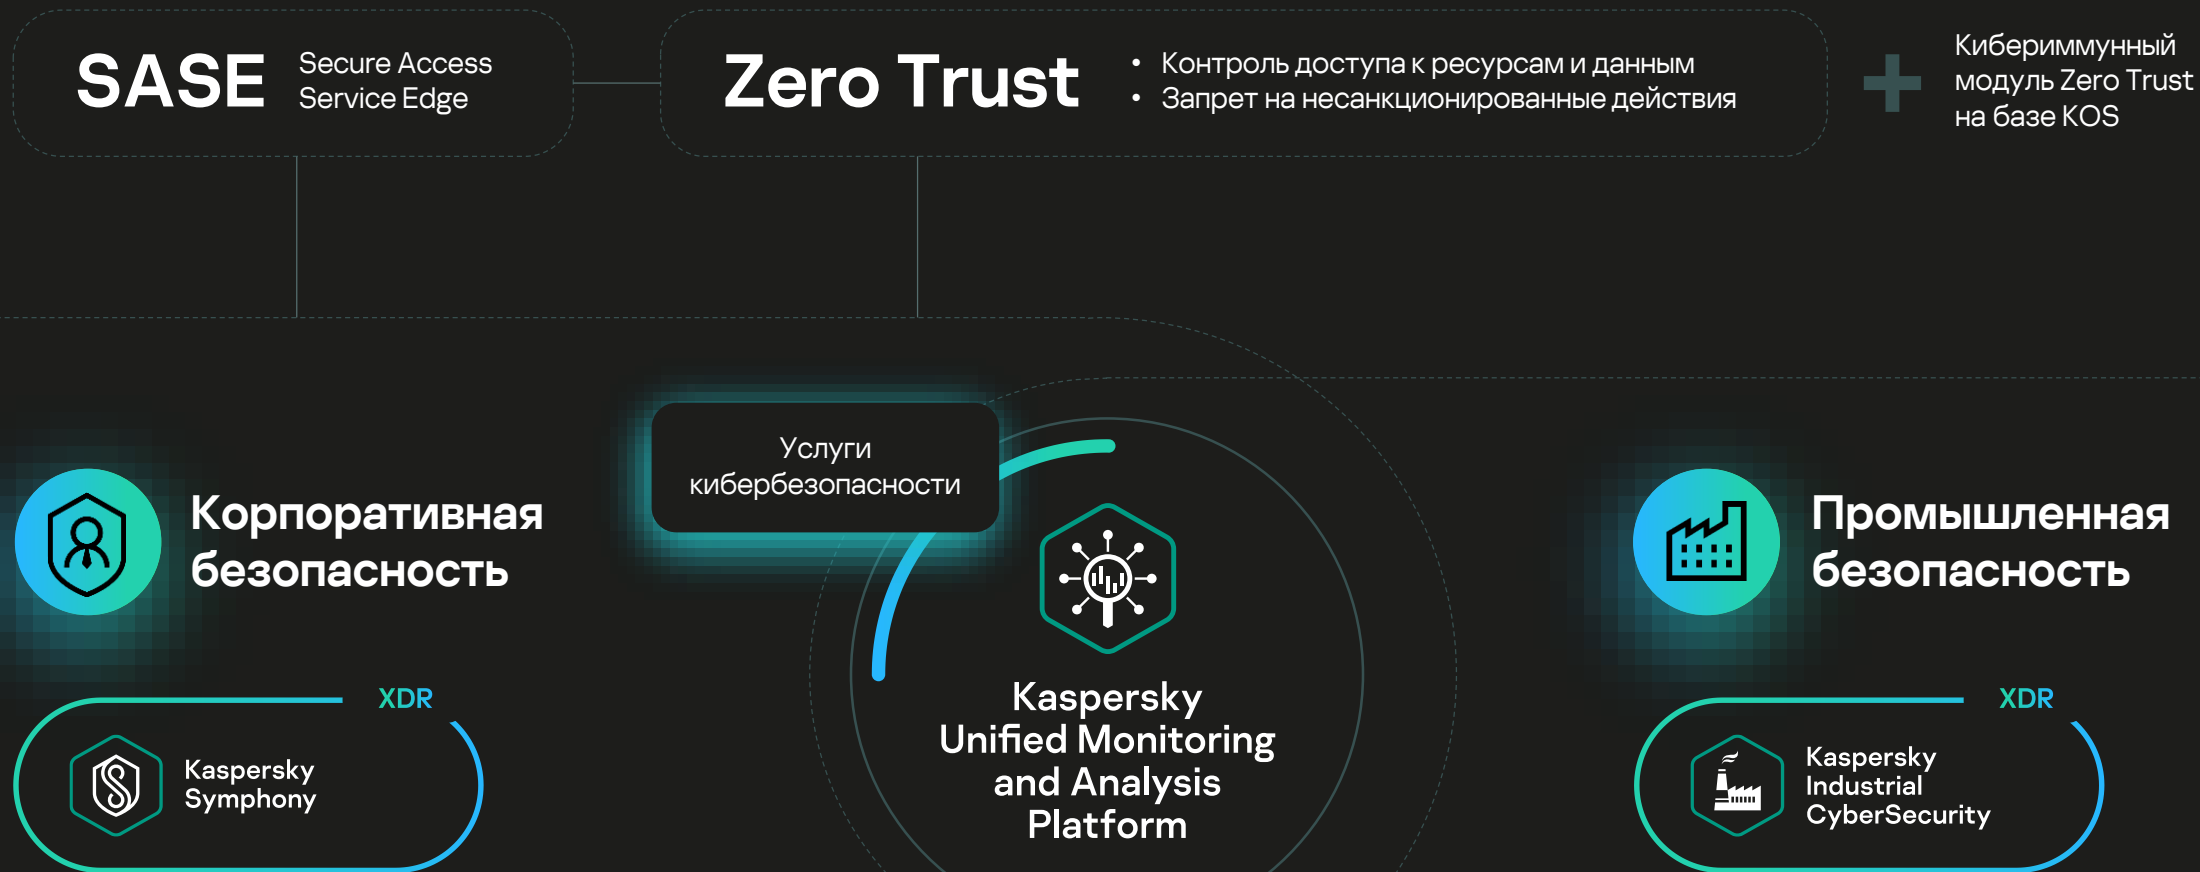 SASE
Secure Access
Service Edge
Zero Trust
• Контроль доступа к ресурсам и данным
• Запрет на несанкционированные действия
Кибериммунный
модуль Zero Trust
на базе KOS
Услуги
кибербезопасности
Корпоративная
безопасность
XDR
Kaspersky
Symphony
Kaspersky
Unified Monitoring
and Analysis
Platform
Промышленная
безопасность
XDR
Kaspersky
Industrial
CyberSecurity